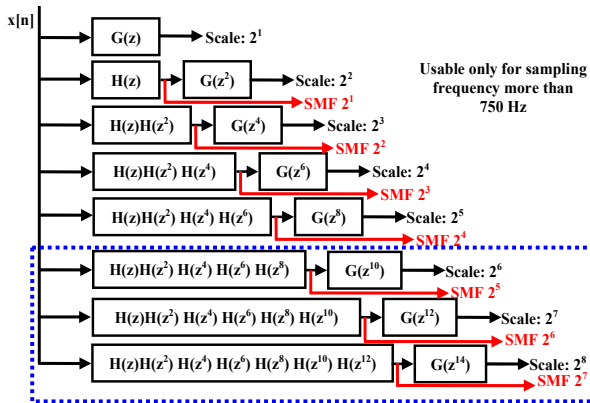 x[n]
G(z) Scale: 2¹
H(z) G(z²) Scale: 2²
SMF 2¹
Usable only for sampling
frequency more than
750 Hz
H(z)H(z²) G(z⁴) Scale: 2³
SMF 2²
H(z)H(z²) H(z⁴) G(z⁶) Scale: 2⁴
SMF 2³
H(z)H(z²) H(z⁴) H(z⁶) G(z⁸) Scale: 2⁵
SMF 2⁴
H(z)H(z²) H(z⁴) H(z⁶) H(z⁸) G(z¹⁰) Scale: 2⁶
SMF 2⁵
H(z)H(z²) H(z⁴) H(z⁶) H(z⁸) H(z¹⁰) G(z¹²) Scale: 2⁷
SMF 2⁶
H(z)H(z²) H(z⁴) H(z⁶) H(z⁸) H(z¹⁰) H(z¹²) G(z¹⁴) Scale: 2⁸
SMF 2⁷